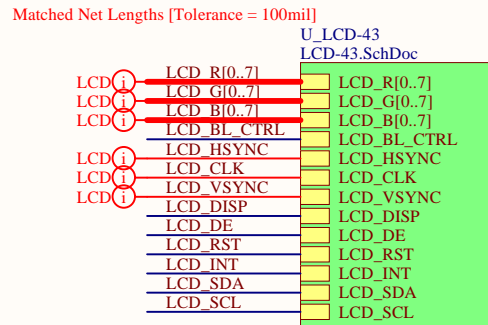 Matched Net Lengths [Tolerance = 100mil]
U_LCD-43
LCD-43.SchDoc
LCD i LCD_R[0..7] LCD_R[0..7]
LCD i LCD_G[0..7] LCD_G[0..7]
LCD i LCD_B[0..7] LCD_B[0..7]
LCD_BL_CTRL LCD_BL_CTRL
LCD i LCD_HSYNC LCD_HSYNC
LCD i LCD_CLK LCD_CLK
LCD i LCD_VSYNC LCD_VSYNC
LCD_DISP LCD_DISP
LCD_DE LCD_DE
LCD_RST LCD_RST
LCD_INT LCD_INT
LCD_SDA LCD_SDA
LCD_SCL LCD_SCL